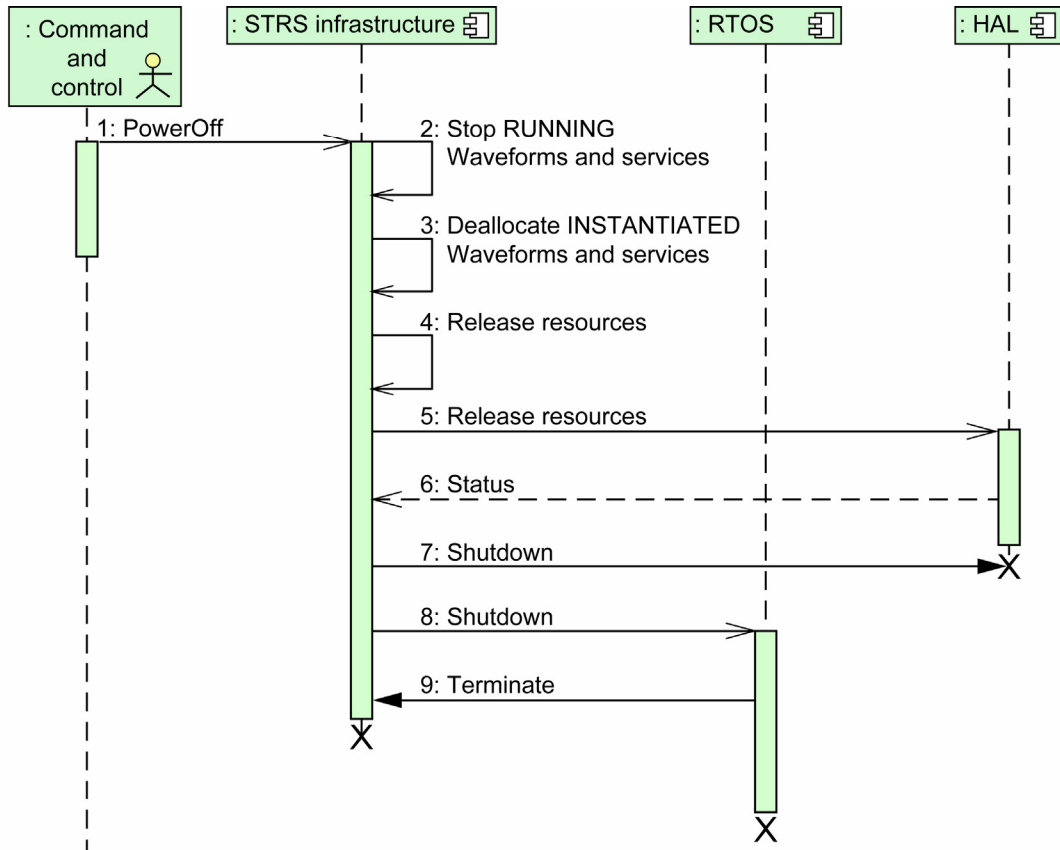 : Command
and
control
: STRS infrastructure
: RTOS
: HAL
1: PowerOff
2: Stop RUNNING
Waveforms and services
3: Deallocate INSTANTIATED
Waveforms and services
4: Release resources
5: Release resources
6: Status
7: Shutdown
8: Shutdown
9: Terminate